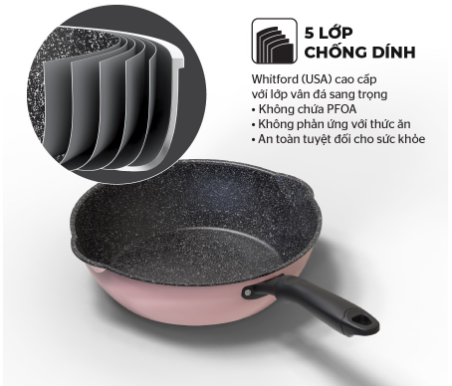 5 LỚP
CHỐNG DÍNH
Whitford (USA) cao cấp
với lớp vân đá sang trọng
• Không chứa PFOA
• Không phản ứng với thức ăn
• An toàn tuyệt đối cho sức khỏe